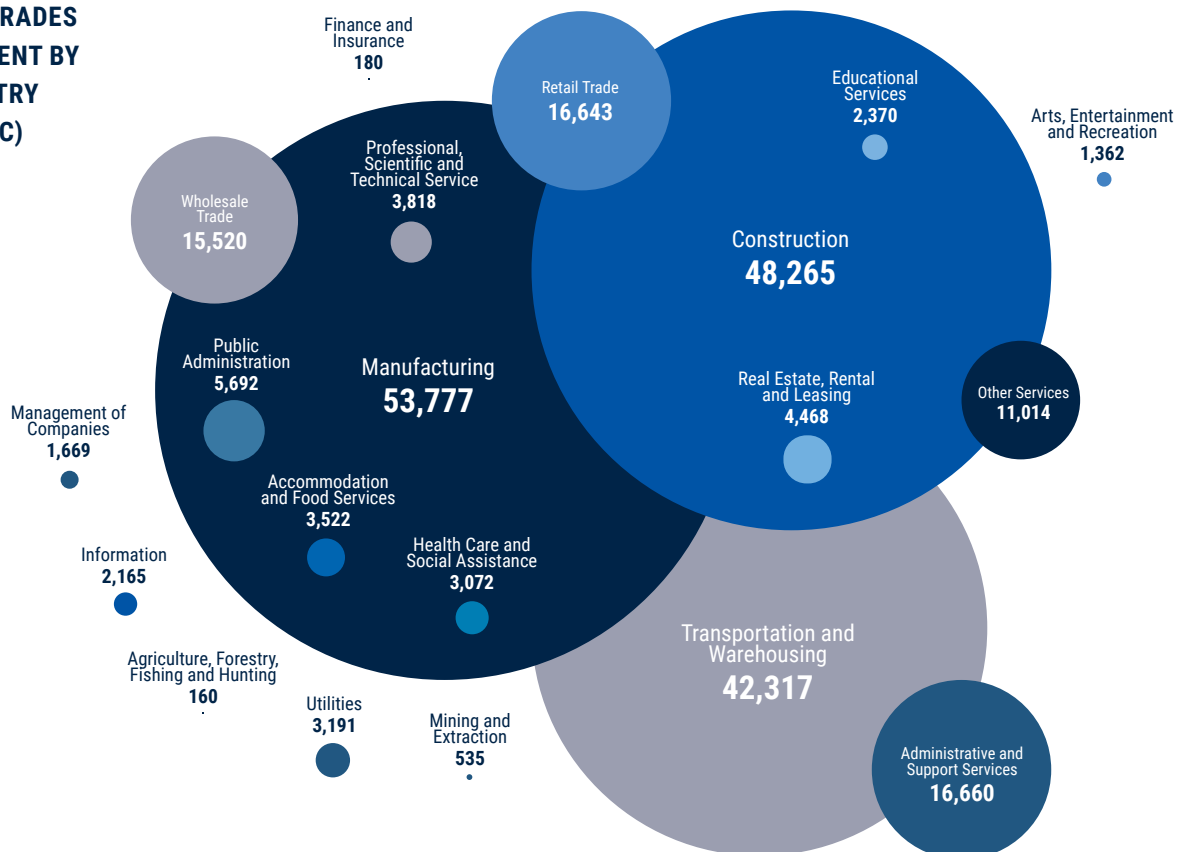 RADES
ENT BY
TRY
C)
Finance and
Insurance
180
Retail Trade
16,643
Educational
Services
2,370
Arts, Entertainment
and Recreation
1,362
Professional,
Scientific and
Technical Service
3,818
Wholesale
Trade
15,520
Construction
48,265
Public
Administration
5,692
Manufacturing
53,777
Real Estate, Rental
and Leasing
4,468
Other Services
11,014
Management of
Companies
1,669
Accommodation
and Food Services
3,522
Health Care and
Social Assistance
3,072
Information
2,165
Transportation and
Warehousing
42,317
Agriculture, Forestry,
Fishing and Hunting
160
Utilities
3,191
Mining and
Extraction
535
Administrative and
Support Services
16,660